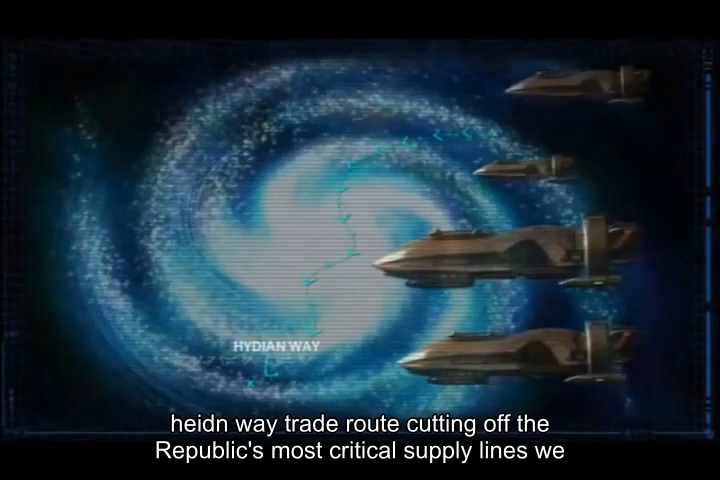 HYDIAN WAY
heidn way trade route cutting off the
Republic's most critical supply lines we